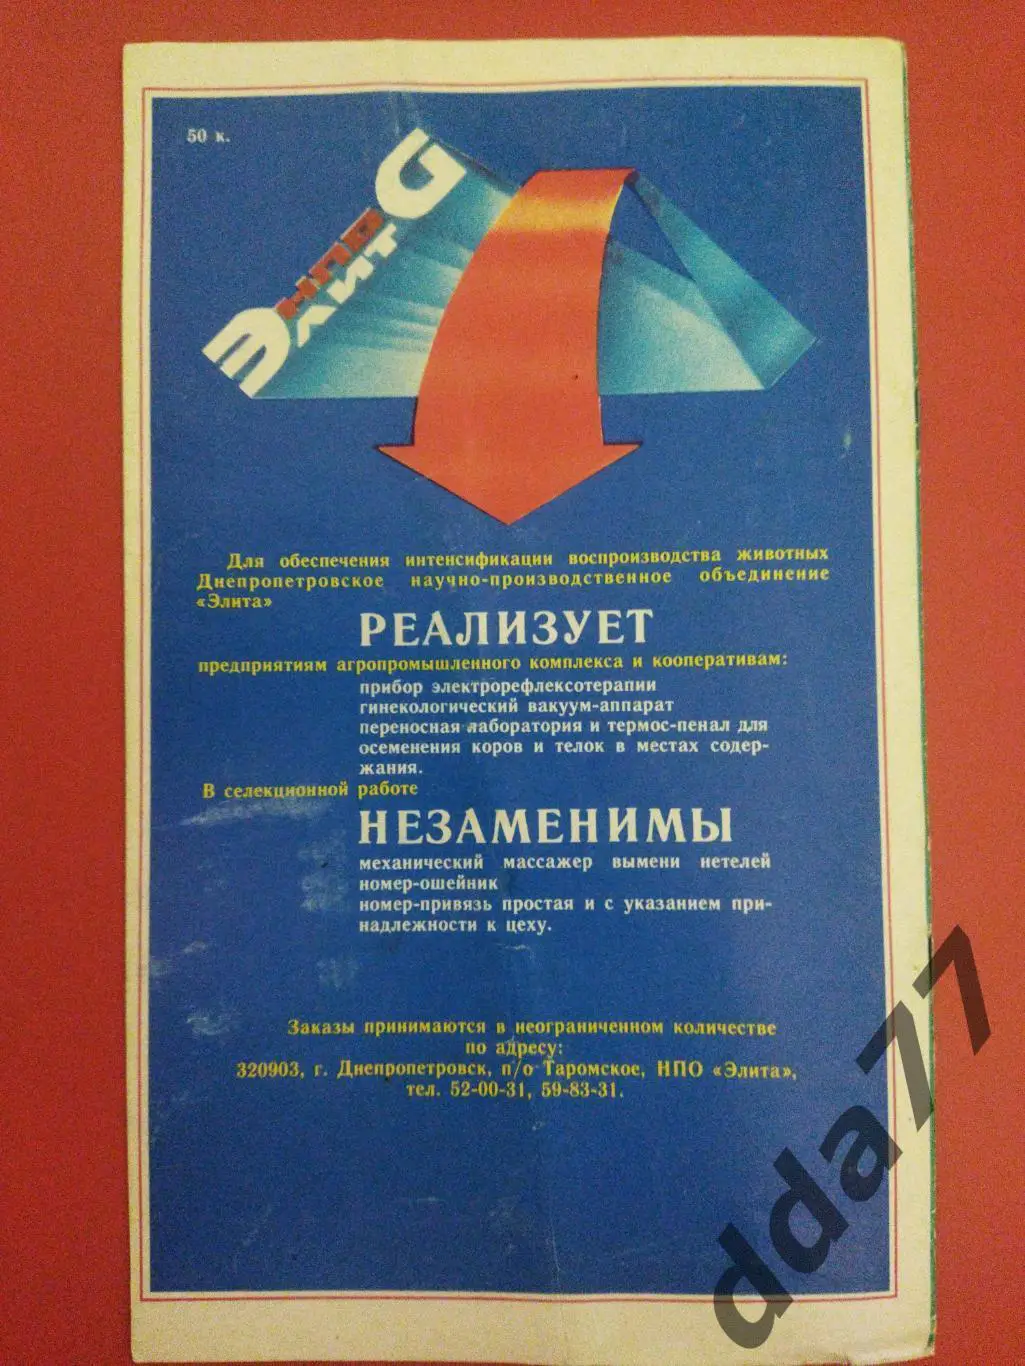 50 к.
НПО
ЭЛИТА
Для обеспечения интенсификации воспроизводства животных
Днепропетровское научно-производственное объединение
«Элита»
РЕАЛИЗУЕТ
предприятиям агропромышленного комплекса и кооперативам:
прибор электрорефлексотерапии
гинекологический вакуум-аппарат
переносная лаборатория и термос-пенал для
осеменения коров и телок в местах содер-
жания.
В селекционной работе
НЕЗАМЕНИМЫ
механический массажер вымени нетелей
номер-ошейник
номер-привязь простая и с указанием при-
надлежности к цеху.
Заказы принимаются в неограниченном количестве
по адресу:
320903, г. Днепропетровск, п/о Таромское, НПО «Элита»,
тел. 52-00-31, 59-83-31.
dda77